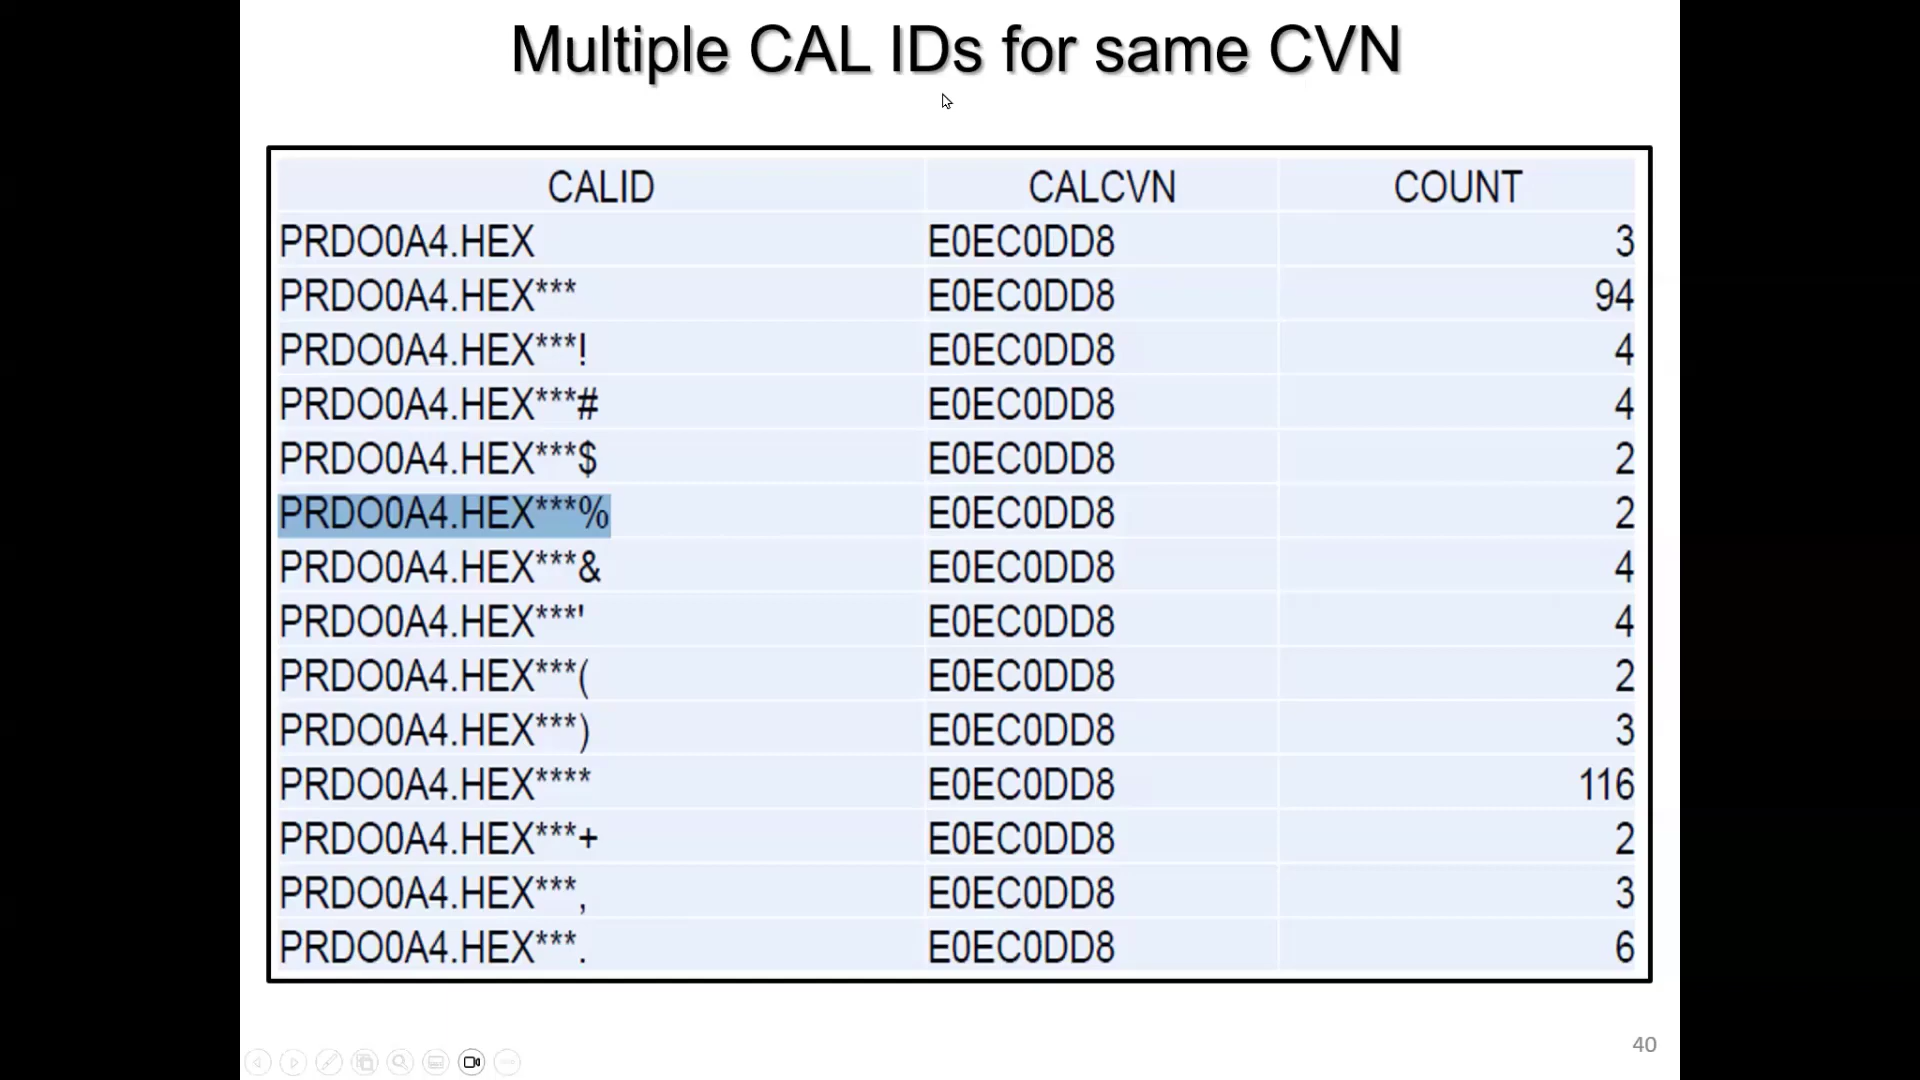 Multiple CAL IDs for same CVN
CALID CALCVN COUNT
PRDO0A4.HEX E0EC0DD8 3
PRDO0A4.HEX*** E0EC0DD8 94
PRDO0A4.HEX***! E0EC0DD8 4
PRDO0A4.HEX***# E0EC0DD8 4
PRDO0A4.HEX***$ E0EC0DD8 2
PRDO0A4.HEX***% E0EC0DD8 2
PRDO0A4.HEX***& E0EC0DD8 4
PRDO0A4.HEX***' E0EC0DD8 4
PRDO0A4.HEX***( E0EC0DD8 2
PRDO0A4.HEX***) E0EC0DD8 3
PRDO0A4.HEX**** E0EC0DD8 116
PRDO0A4.HEX***+ E0EC0DD8 2
PRDO0A4.HEX***, E0EC0DD8 3
PRDO0A4.HEX***. E0EC0DD8 6
40